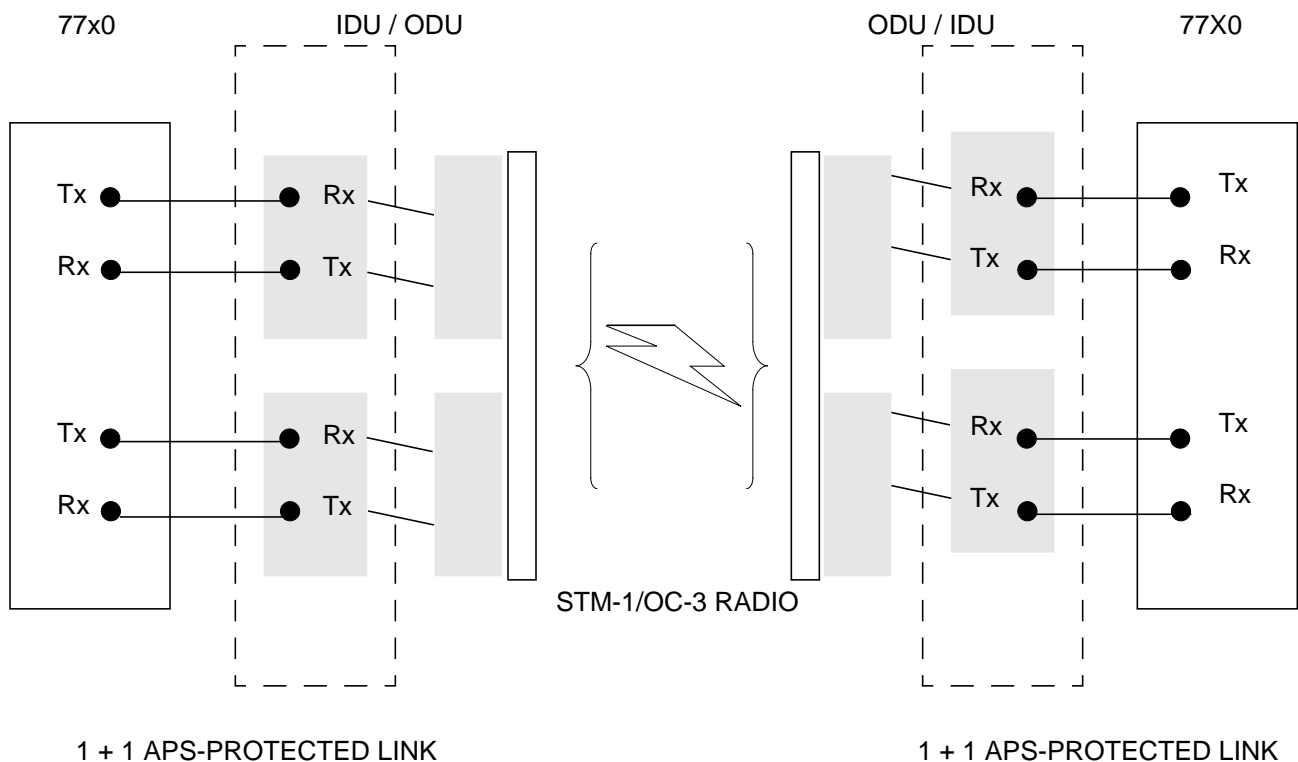 77x0 IDU / ODU ODU / IDU 77X0
Tx Rx Rx Tx
Rx Tx Tx Rx
Tx Rx Rx Tx
Rx Tx Tx Rx
STM-1/OC-3 RADIO
1 + 1 APS-PROTECTED LINK 1 + 1 APS-PROTECTED LINK